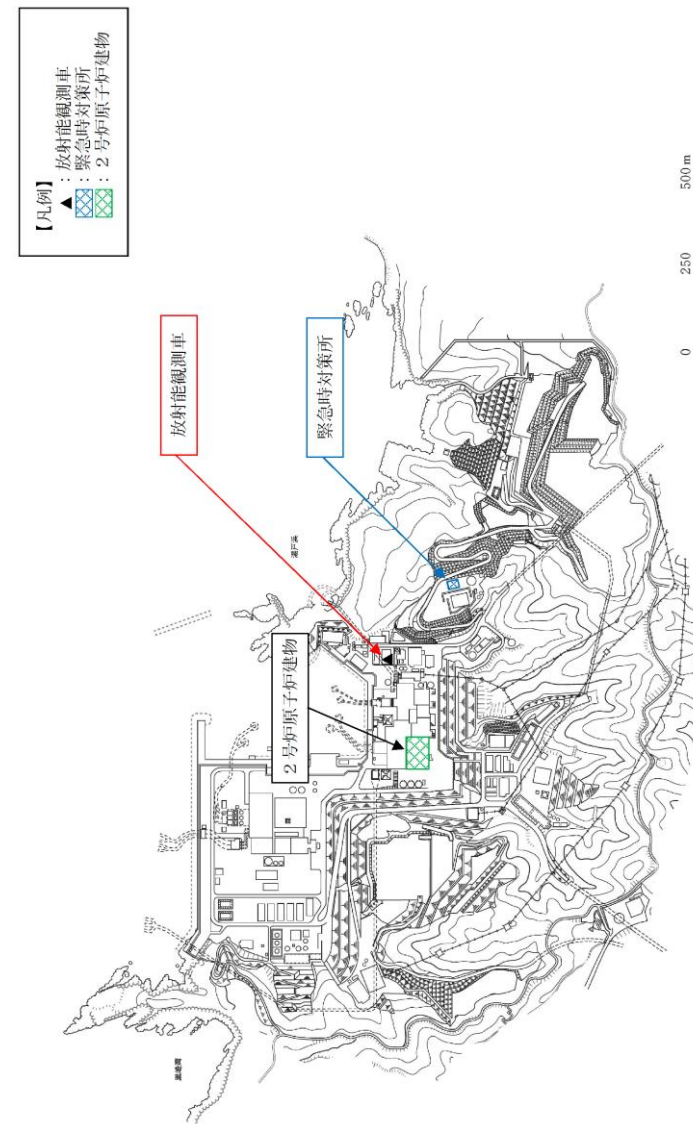 【凡例】
▲:放射能観測車
:緊急時対策所
:2号炉原子炉建物
放射能観測車
緊急時対策所
2号炉原子炉建物
0 250 500m